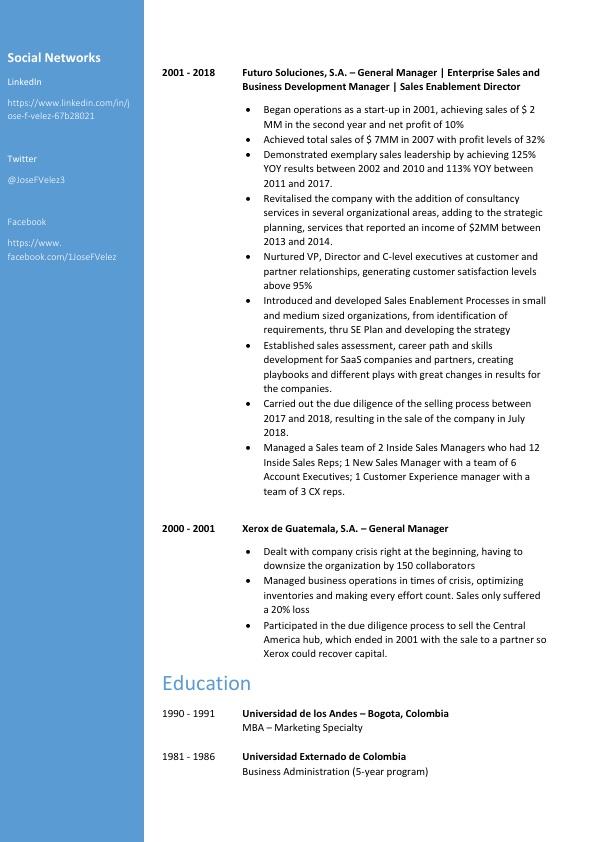 Social Networks
LinkedIn
https://www.linkedin.com/in/j
ose-f-velez-67b28021
Twitter
@JoseFVelez3
Facebook
https://www.
facebook.com/1JoseFVelez
2001 - 2018 Futuro Soluciones, S.A. – General Manager | Enterprise Sales and
Business Development Manager | Sales Enablement Director
• Began operations as a start-up in 2001, achieving sales of $ 2
MM in the second year and net profit of 10%
• Achieved total sales of $ 7MM in 2007 with profit levels of 32%
• Demonstrated exemplary sales leadership by achieving 125%
YOY results between 2002 and 2010 and 113% YOY between
2011 and 2017.
• Revitalised the company with the addition of consultancy
services in several organizational areas, adding to the strategic
planning, services that reported an income of $2MM between
2013 and 2014.
• Nurtured VP, Director and C-level executives at customer and
partner relationships, generating customer satisfaction levels
above 95%
• Introduced and developed Sales Enablement Processes in small
and medium sized organizations, from identification of
requirements, thru SE Plan and developing the strategy
• Established sales assessment, career path and skills
development for SaaS companies and partners, creating
playbooks and different plays with great changes in results for
the companies.
• Carried out the due diligence of the selling process between
2017 and 2018, resulting in the sale of the company in July
2018.
• Managed a Sales team of 2 Inside Sales Managers who had 12
Inside Sales Reps; 1 New Sales Manager with a team of 6
Account Executives; 1 Customer Experience manager with a
team of 3 CX reps.
2000 - 2001 Xerox de Guatemala, S.A. – General Manager
• Dealt with company crisis right at the beginning, having to
downsize the organization by 150 collaborators
• Managed business operations in times of crisis, optimizing
inventories and making every effort count. Sales only suffered
a 20% loss
• Participated in the due diligence process to sell the Central
America hub, which ended in 2001 with the sale to a partner so
Xerox could recover capital.
Education
1990 - 1991 Universidad de los Andes – Bogota, Colombia
MBA – Marketing Specialty
1981 - 1986 Universidad Externado de Colombia
Business Administration (5-year program)